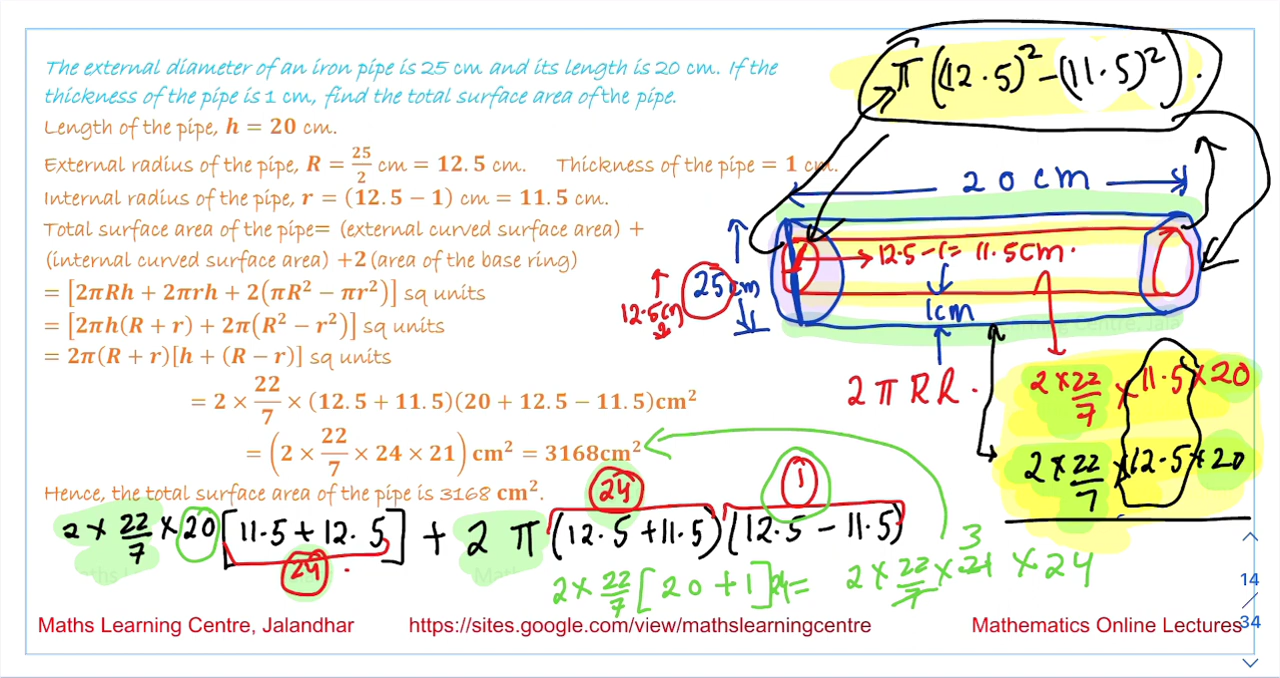 The external diameter of an iron pipe is 25 cm and its length is 20 cm. If the
thickness of the pipe is 1 cm, find the total surface area of the pipe.
Length of the pipe, h = 20 cm.
External radius of the pipe, R = 25/2 cm = 12.5 cm. Thickness of the pipe = 1 cm.
Internal radius of the pipe, r = (12.5 − 1) cm = 11.5 cm.
Total surface area of the pipe= (external curved surface area) +
(internal curved surface area) +2(area of the base ring)
= [2πRh + 2πrh + 2(πR² − πr²)] sq units
= [2πh(R + r) + 2π(R² − r²)] sq units
= 2π(R + r)[h + (R − r)] sq units
= 2 × 22/7 × (12.5 + 11.5)(20 + 12.5 − 11.5)cm²
= (2 × 22/7 × 24 × 21) cm² = 3168cm²
Hence, the total surface area of the pipe is 3168 cm².
π((12.5)²−(11.5)²).
20 cm
12.5−1= 11.5cm.
25cm
12.5cm
1cm
2πRh.
2×22/7×11.5×20
2×22/7×12.5×20
24
1
2×22/7×20[11.5+12.5] + 2π(12.5+11.5)(12.5−11.5)
24.
3
2×22/7[20+1]24= 2×22/7×21×24
Maths Learning Centre, Jalandhar
https://sites.google.com/view/mathslearningcentre
Mathematics Online Lectures
14
/
34